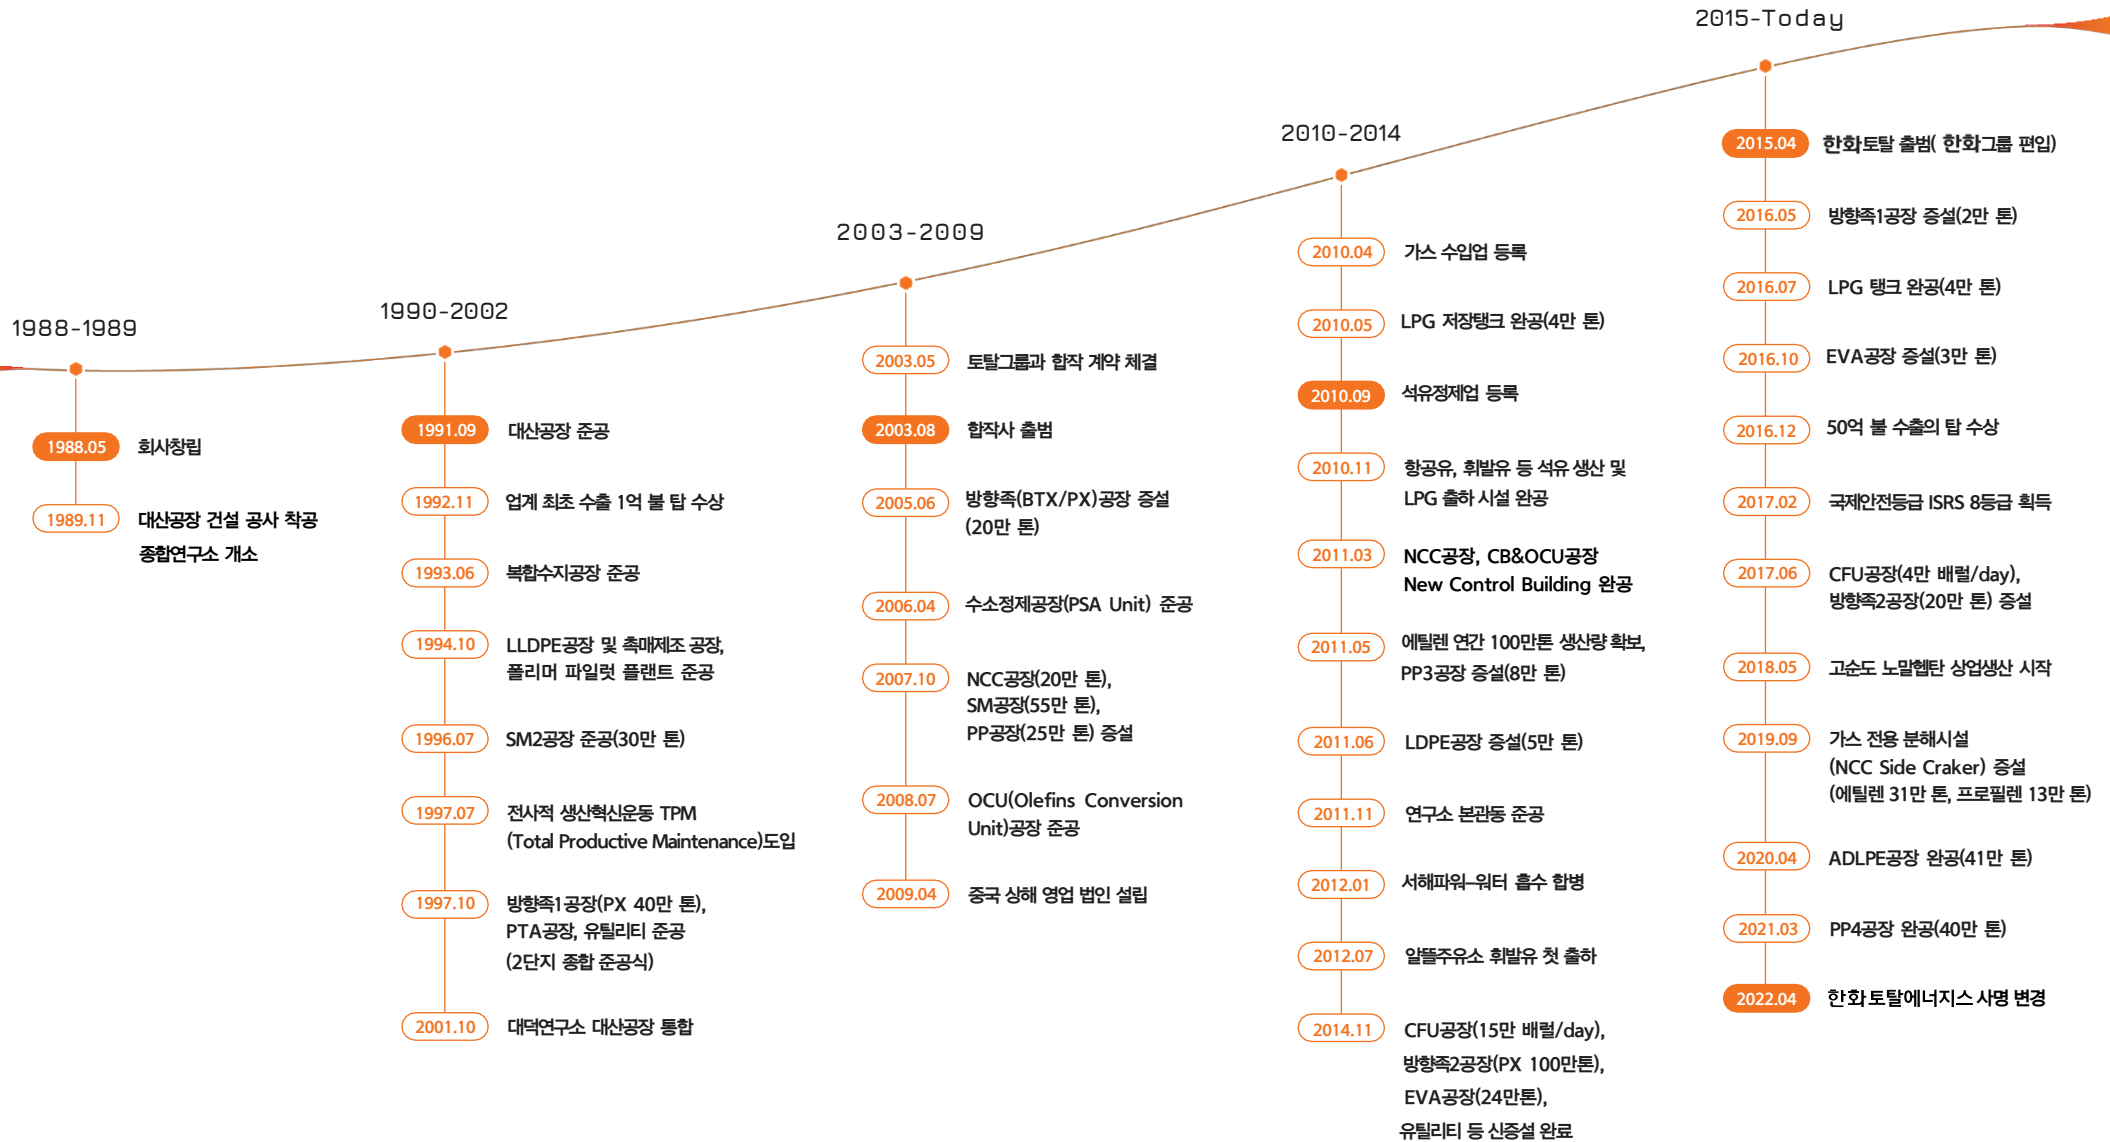 1988-1989
1988.05
회사창립
1989.11
대산공장 건설 공사 착공
종합연구소 개소
1990-2002
1991.09
대산공장 준공
1992.11
업계 최초 수출 1억 불 탑 수상
1993.06
복합수지공장 준공
1994.10
LLDPE공장 및 촉매제조 공장,
폴리머 파일럿 플랜트 준공
1996.07
SM2공장 준공(30만 톤)
1997.07
전사적 생산혁신운동 TPM
(Total Productive Maintenance)도입
1997.10
방향족1공장(PX 40만 톤),
PTA공장, 유틸리티 준공
(2단지 종합 준공식)
2001.10
대덕연구소 대산공장 통합
2003-2009
2003.05
토탈그룹과 합작 계약 체결
2003.08
합작사 출범
2005.06
방향족(BTX/PX)공장 증설
(20만 톤)
2006.04
수소정제공장(PSA Unit) 준공
2007.10
NCC공장(20만 톤),
SM공장(55만 톤),
PP공장(25만 톤) 증설
2008.07
OCU(Olefins Conversion
Unit)공장 준공
2009.04
중국 상해 영업 법인 설립
2010-2014
2010.04
가스 수입업 등록
2010.05
LPG 저장탱크 완공(4만 톤)
2010.09
석유정제업 등록
2010.11
항공유, 휘발유 등 석유 생산 및
LPG 출하 시설 완공
2011.03
NCC공장, CB&OCU공장
New Control Building 완공
2011.05
에틸렌 연간 100만톤 생산량 확보,
PP3공장 증설(8만 톤)
2011.06
LDPE공장 증설(5만 톤)
2011.11
연구소 본관동 준공
2012.01
서해파워-워터 흡수 합병
2012.07
알뜰주유소 휘발유 첫 출하
2014.11
CFU공장(15만 배럴/day),
방향족2공장(PX 100만톤),
EVA공장(24만톤),
유틸리티 등 신증설 완료
2015-Today
2015.04
한화토탈 출범( 한화그룹 편입)
2016.05
방향족1공장 증설(2만 톤)
2016.07
LPG 탱크 완공(4만 톤)
2016.10
EVA공장 증설(3만 톤)
2016.12
50억 불 수출의 탑 수상
2017.02
국제안전등급 ISRS 8등급 획득
2017.06
CFU공장(4만 배럴/day),
방향족2공장(20만 톤) 증설
2018.05
고순도 노말헵탄 상업생산 시작
2019.09
가스 전용 분해시설
(NCC Side Craker) 증설
(에틸렌 31만 톤, 프로필렌 13만 톤)
2020.04
ADLPE공장 완공(41만 톤)
2021.03
PP4공장 완공(40만 톤)
2022.04
한화토탈에너지스 사명 변경